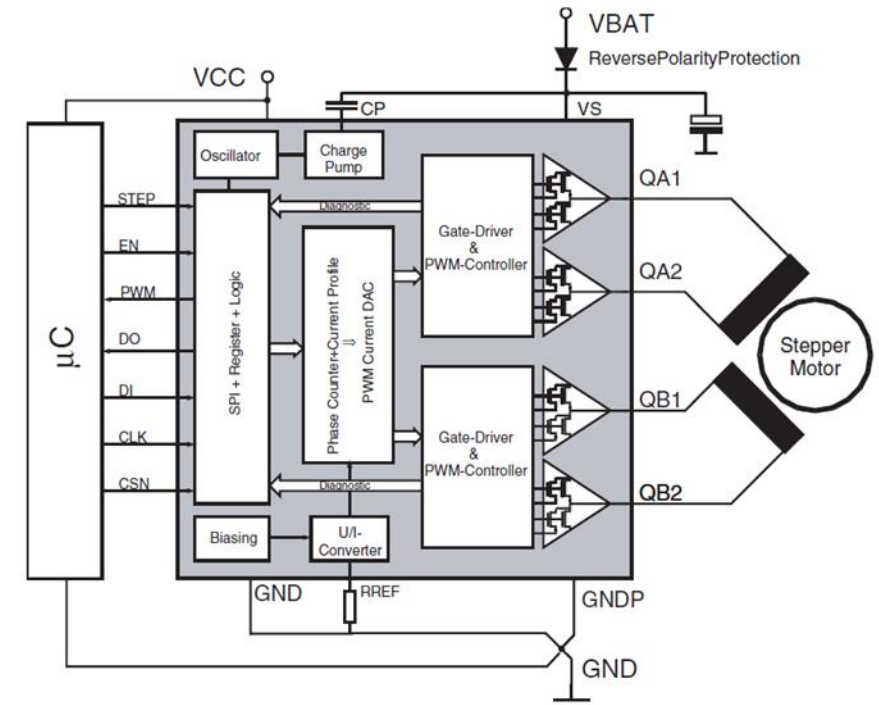 VBAT
ReversePolarityProtection
VCC
CP
VS
Oscillator
Charge
Pump
STEP
EN
PWM
DO
DI
CLK
CSN
µC
SPI + Register + Logic
Diagnostic
Phase Counter+Current Profile
⇒
PWM Current DAC
Diagnostic
Gate-Driver
&
PWM-Controller
Gate-Driver
&
PWM-Controller
QA1
QA2
QB1
QB2
Stepper
Motor
Biasing
U/I-
Converter
GND
RREF
GNDP
GND